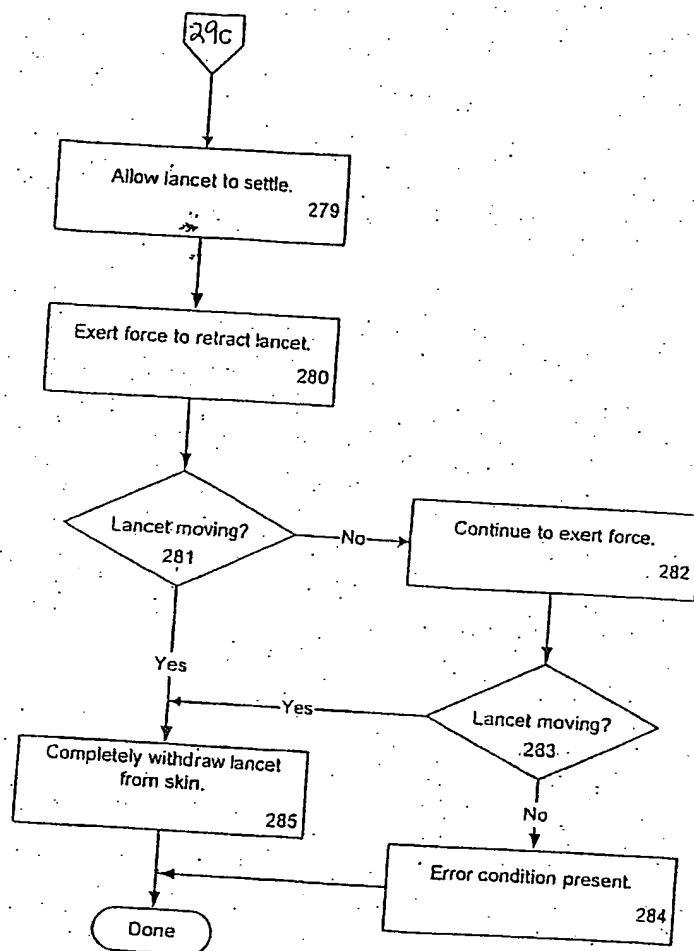 29c
Allow lancet to settle.
279
Exert force to retract lancet.
280
Lancet moving?
281
No
Continue to exert force.
282
Yes
Lancet moving?
283
Yes
No
Completely withdraw lancet
from skin.
285
Error condition present.
284
Done